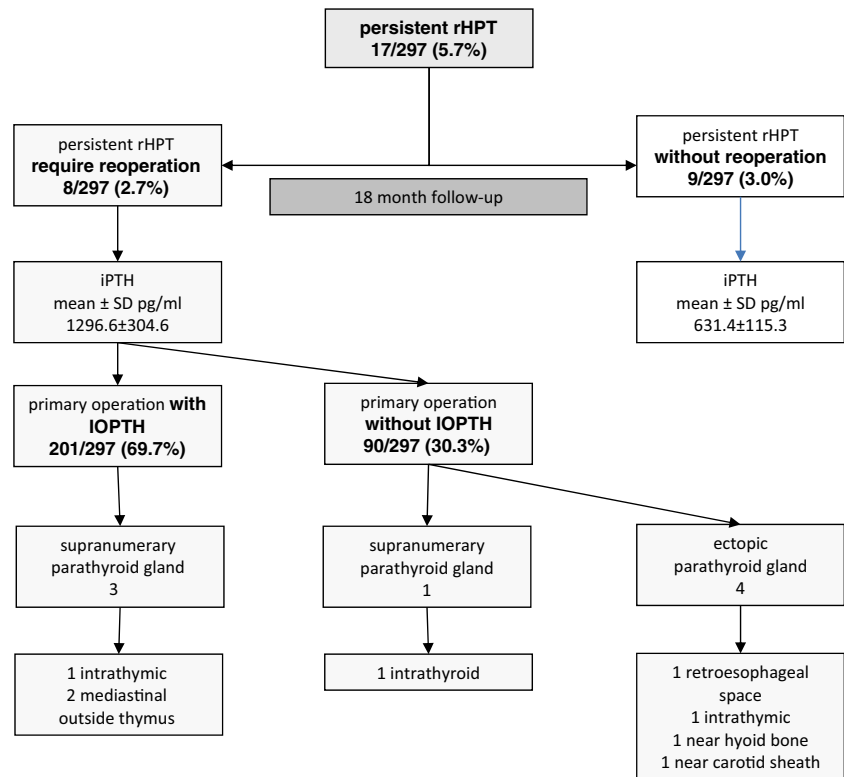 persistent rHPT
17/297 (5.7%)
persistent rHPT
require reoperation
8/297 (2.7%)
persistent rHPT
without reoperation
9/297 (3.0%)
18 month follow-up
iPTH
mean ± SD pg/ml
1296.6±304.6
iPTH
mean ± SD pg/ml
631.4±115.3
primary operation with
IOPTH
201/297 (69.7%)
primary operation
without IOPTH
90/297 (30.3%)
supranumerary
parathyroid gland
3
supranumerary
parathyroid gland
1
ectopic
parathyroid gland
4
1 intrathymic
2 mediastinal
outside thymus
1 intrathyroid
1 retroesophageal
space
1 intrathymic
1 near hyoid bone
1 near carotid sheath